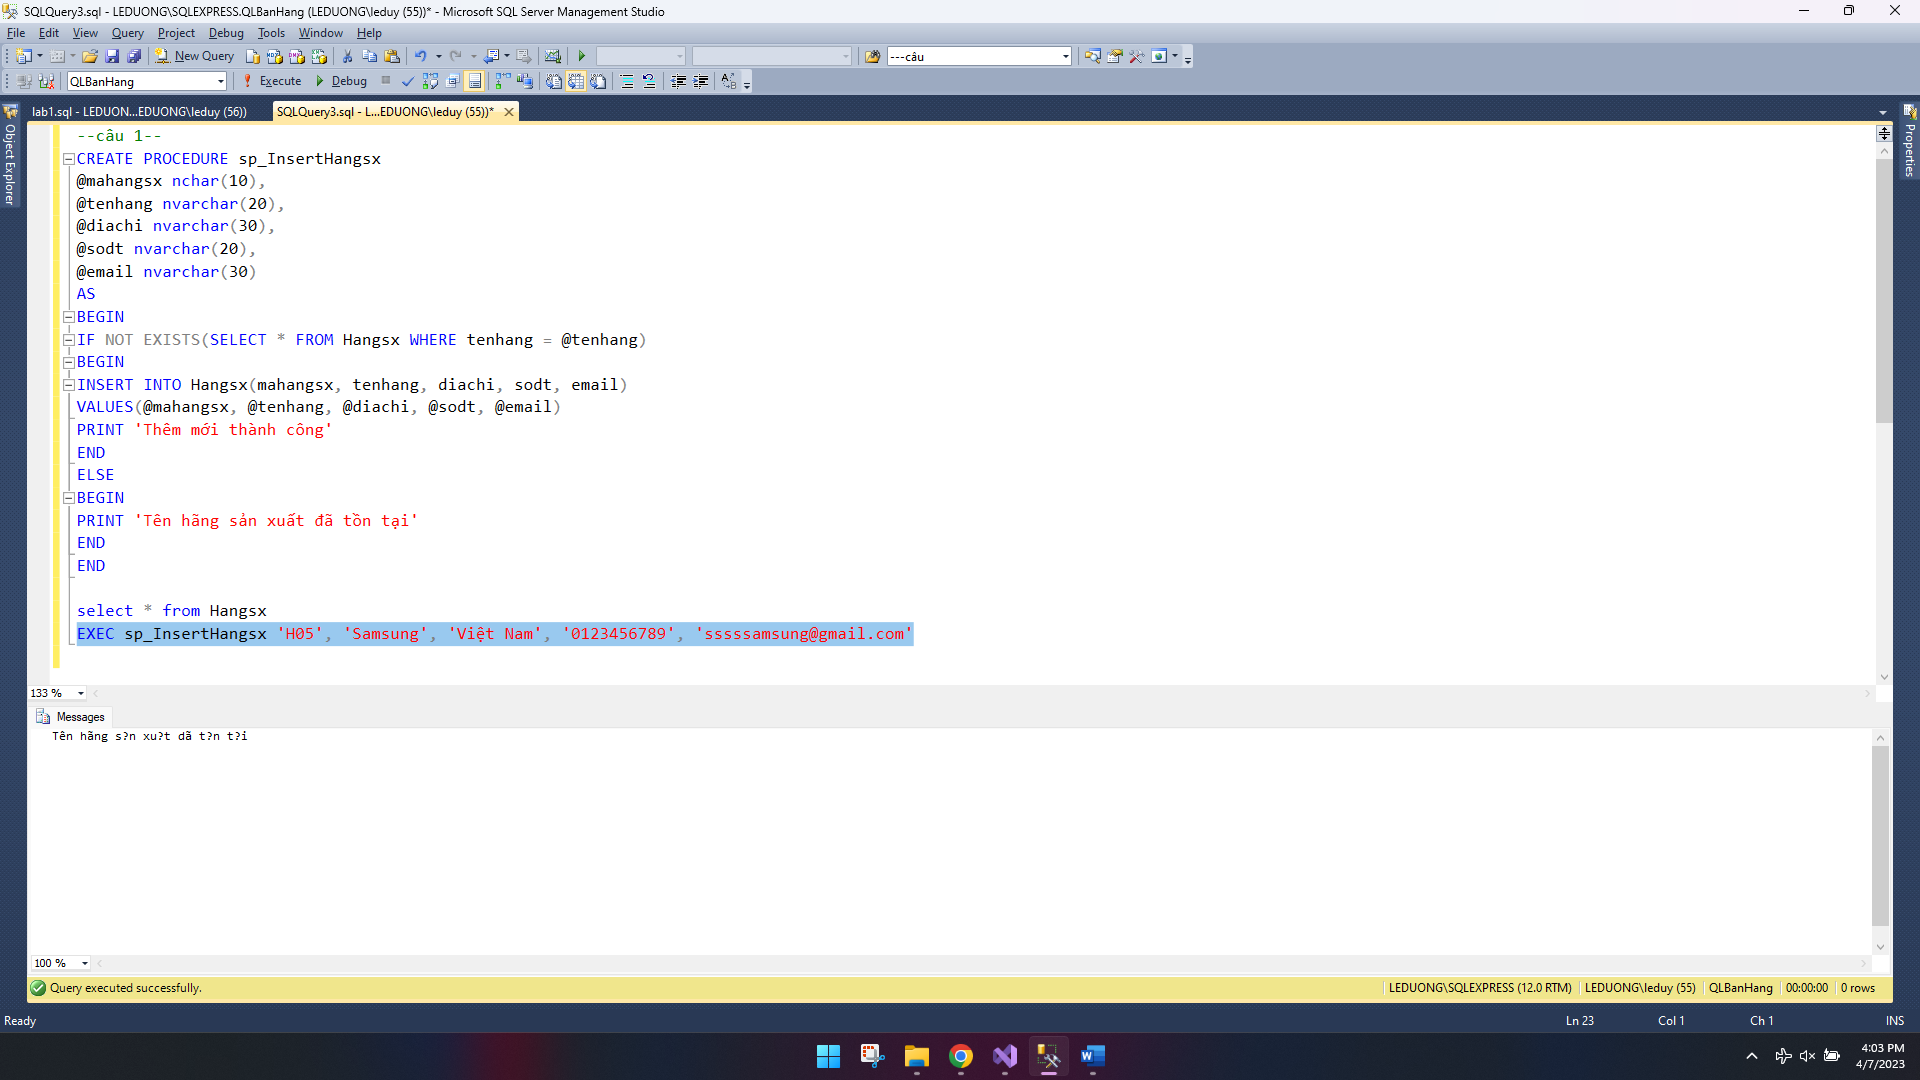 SQLQuery3.sql - LEDUONG\SQLEXPRESS.QLBanHang (LEDUONG\leduy (55))* - Microsoft SQL Server Management Studio
File Edit View Query Project Debug Tools Window Help
New Query ---câu
QLBanHang Execute Debug
lab1.sql - LEDUON...EDUONG\leduy (56)) SQLQuery3.sql - L...EDUONG\leduy (55))*
Object Explorer
Properties
--câu 1--
CREATE PROCEDURE sp_InsertHangsx
@mahangsx nchar(10),
@tenhang nvarchar(20),
@diachi nvarchar(30),
@sodt nvarchar(20),
@email nvarchar(30)
AS
BEGIN
IF NOT EXISTS(SELECT * FROM Hangsx WHERE tenhang = @tenhang)
BEGIN
INSERT INTO Hangsx(mahangsx, tenhang, diachi, sodt, email)
VALUES(@mahangsx, @tenhang, @diachi, @sodt, @email)
PRINT 'Thêm mới thành công'
END
ELSE
BEGIN
PRINT 'Tên hãng sản xuất đã tồn tại'
END
END
select * from Hangsx
EXEC sp_InsertHangsx 'H05', 'Samsung', 'Việt Nam', '0123456789', 'sssssamsung@gmail.com'
133 %
Messages
Tên hãng s?n xu?t dã t?n t?i
100 %
Query executed successfully. LEDUONG\SQLEXPRESS (12.0 RTM) LEDUONG\leduy (55) QLBanHang 00:00:00 0 rows
Ready Ln 23 Col 1 Ch 1 INS
4:03 PM
4/7/2023